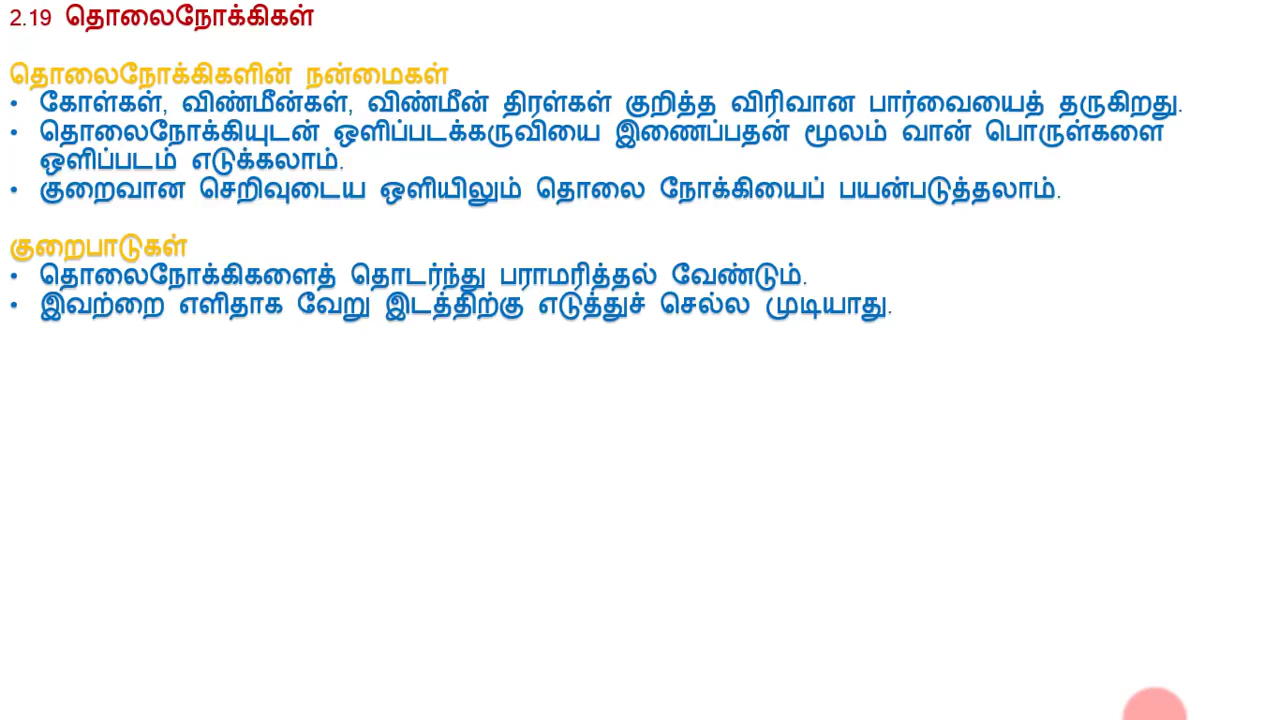 2.19 தொலைநோக்கிகள்
தொலைநோக்கிகளின் நன்மைகள்
• கோள்கள், விண்மீன்கள், விண்மீன் திரள்கள் குறித்த விரிவான பார்வையைத் தருகிறது.
• தொலைநோக்கியுடன் ஒளிப்படக்கருவியை இணைப்பதன் மூலம் வான் பொருள்களை
ஒளிப்படம் எடுக்கலாம்.
• குறைவான செறிவுடைய ஒளியிலும் தொலை நோக்கியைப் பயன்படுத்தலாம்.
குறைபாடுகள்
• தொலைநோக்கிகளைத் தொடர்ந்து பராமரித்தல் வேண்டும்.
• இவற்றை எளிதாக வேறு இடத்திற்கு எடுத்துச் செல்ல முடியாது.